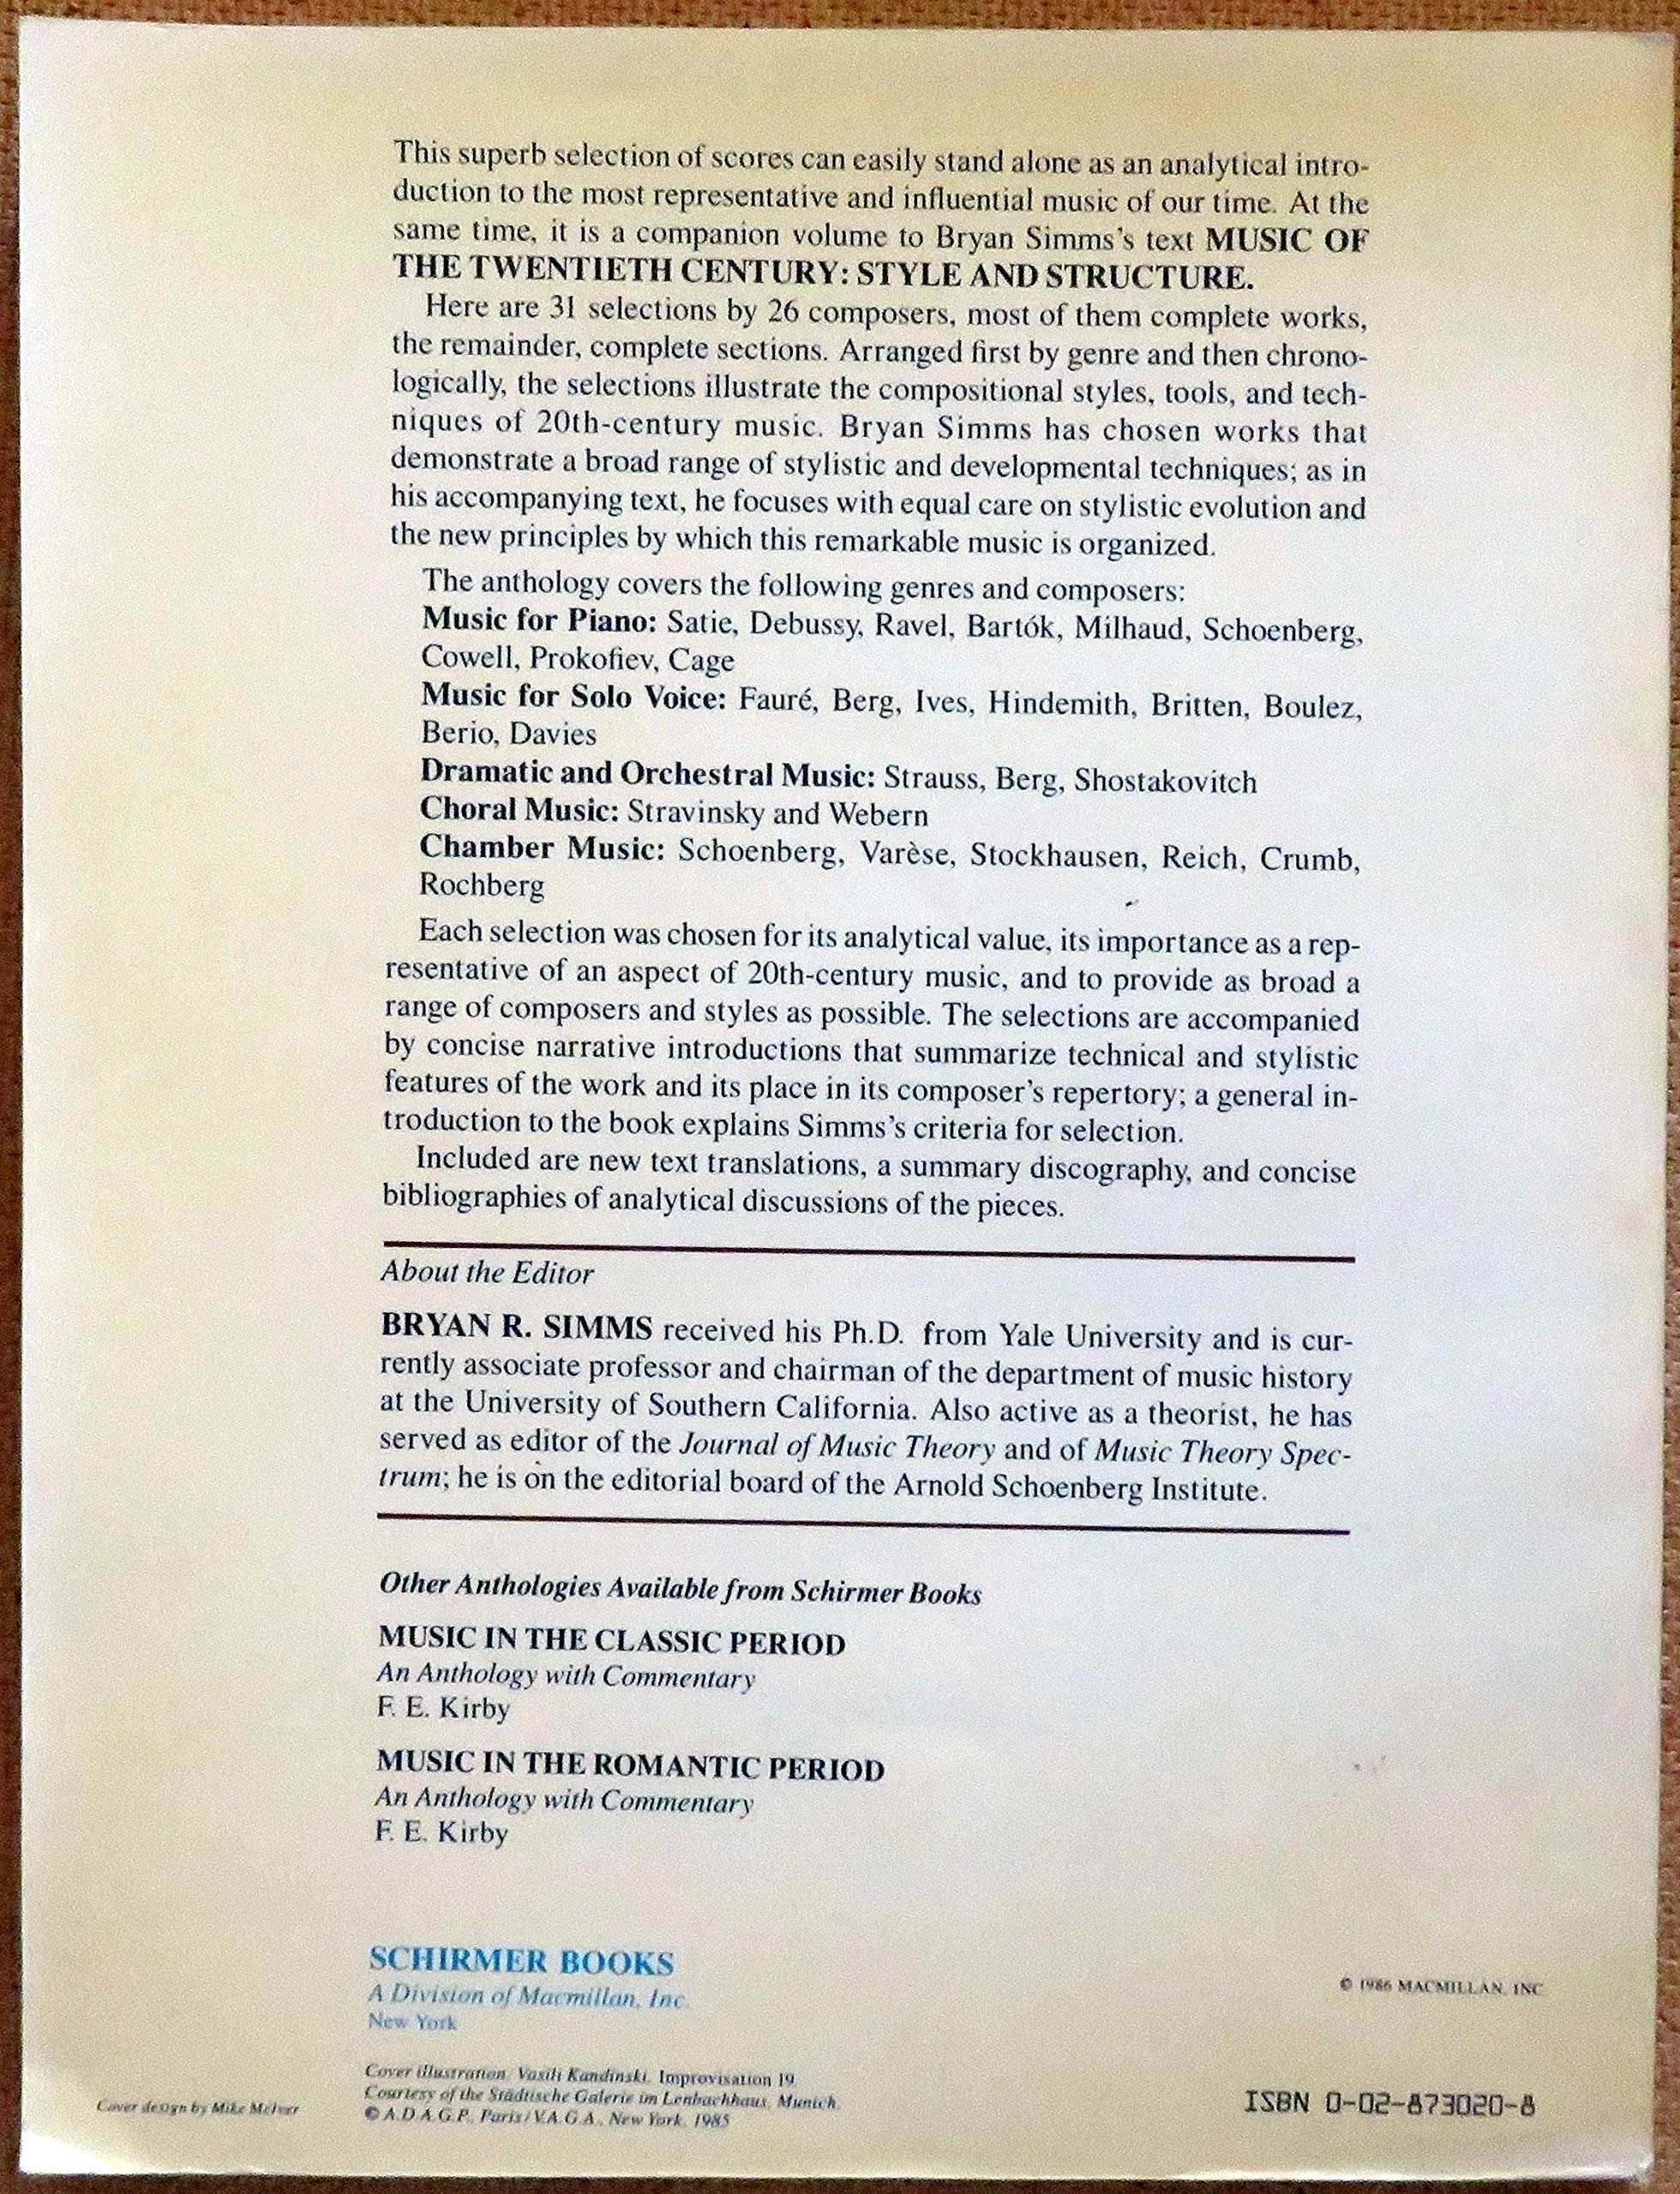 This superb selection of scores can easily stand alone as an analytical intro-
duction to the most representative and influential music of our time. At the
same time, it is a companion volume to Bryan Simms's text MUSIC OF
THE TWENTIETH CENTURY: STYLE AND STRUCTURE.
Here are 31 selections by 26 composers, most of them complete works,
the remainder, complete sections. Arranged first by genre and then chrono-
logically, the selections illustrate the compositional styles, tools, and tech-
niques of 20th-century music. Bryan Simms has chosen works that
demonstrate a broad range of stylistic and developmental techniques; as in
his accompanying text, he focuses with equal care on stylistic evolution and
the new principles by which this remarkable music is organized.
The anthology covers the following genres and composers:
Music for Piano: Satie, Debussy, Ravel, Bartók, Milhaud, Schoenberg,
Cowell, Prokofiev, Cage
Music for Solo Voice: Fauré, Berg, Ives, Hindemith, Britten, Boulez,
Berio, Davies
Dramatic and Orchestral Music: Strauss, Berg, Shostakovitch
Choral Music: Stravinsky and Webern
Chamber Music: Schoenberg, Varèse, Stockhausen, Reich, Crumb,
Rochberg
Each selection was chosen for its analytical value, its importance as a rep-
resentative of an aspect of 20th-century music, and to provide as broad a
range of composers and styles as possible. The selections are accompanied
by concise narrative introductions that summarize technical and stylistic
features of the work and its place in its composer's repertory; a general in-
troduction to the book explains Simms's criteria for selection.
Included are new text translations, a summary discography, and concise
bibliographies of analytical discussions of the pieces.
About the Editor
BRYAN R. SIMMS received his Ph.D. from Yale University and is cur-
rently associate professor and chairman of the department of music history
at the University of Southern California. Also active as a theorist, he has
served as editor of the Journal of Music Theory and of Music Theory Spec-
trum; he is on the editorial board of the Arnold Schoenberg Institute.
Other Anthologies Available from Schirmer Books
MUSIC IN THE CLASSIC PERIOD
An Anthology with Commentary
F. E. Kirby
MUSIC IN THE ROMANTIC PERIOD
An Anthology with Commentary
F. E. Kirby
SCHIRMER BOOKS
A Division of Macmillan, Inc.
New York
© 1986 MACMILLAN, INC
Cover illustration: Vasili Kandinski, Improvisation 19.
Courtesy of the Städtische Galerie im Lenbachhaus, Munich.
© A.D.A.G.P., Paris/V.A.G.A., New York, 1985
Cover design by Mike McIver
ISBN 0-02-873020-8